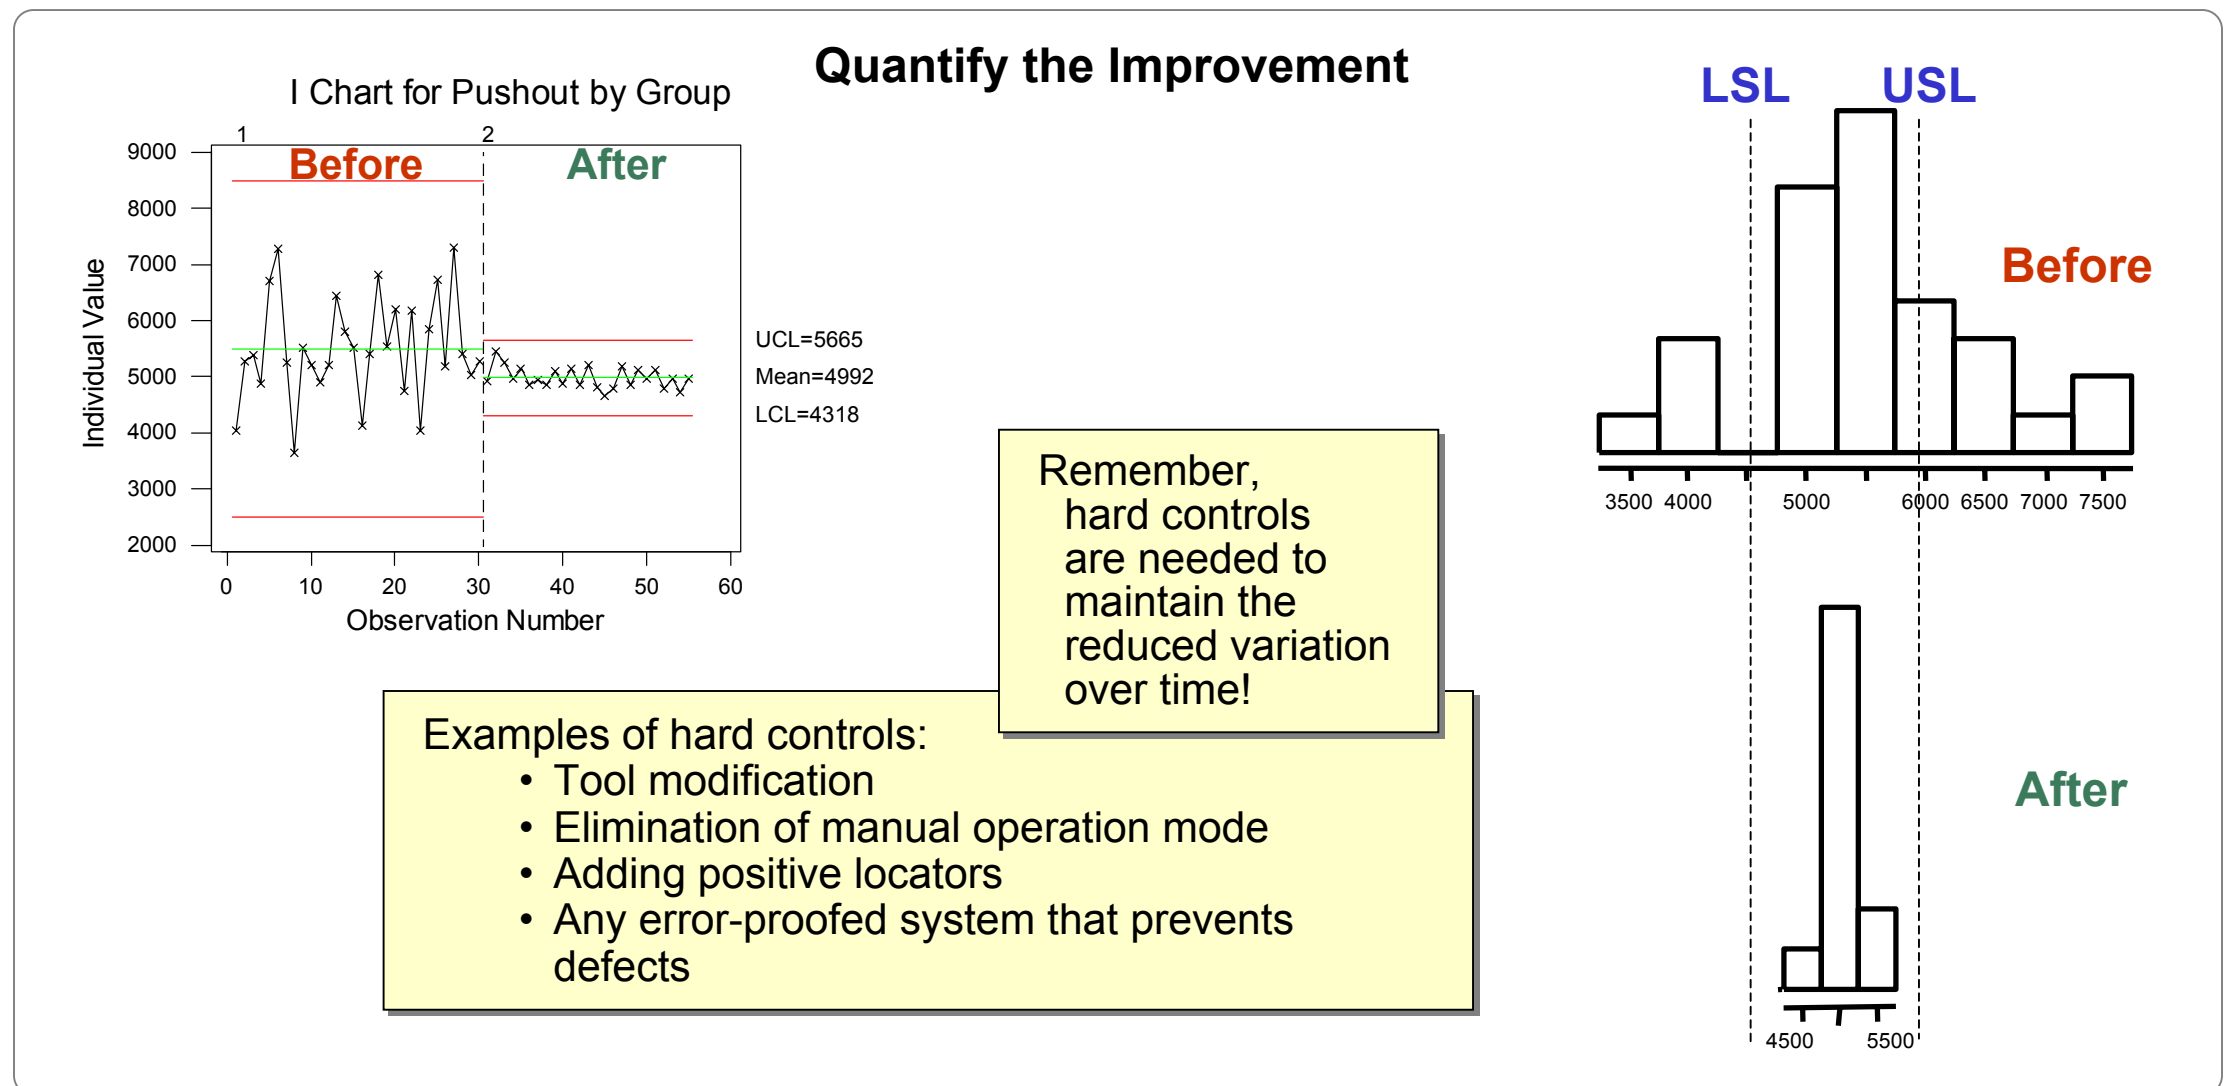 Quantify the Improvement
I Chart for Pushout by Group
1
2
Before
After
9000
8000
7000
6000
5000
4000
3000
2000
Individual Value
0
10
20
30
40
50
60
Observation Number
UCL=5665
Mean=4992
LCL=4318
Remember,
hard controls
are needed to
maintain the
reduced variation
over time!
Examples of hard controls:
• Tool modification
• Elimination of manual operation mode
• Adding positive locators
• Any error-proofed system that prevents
defects
LSL
USL
Before
3500
4000
5000
6000
6500
7000
7500
After
4500
5500